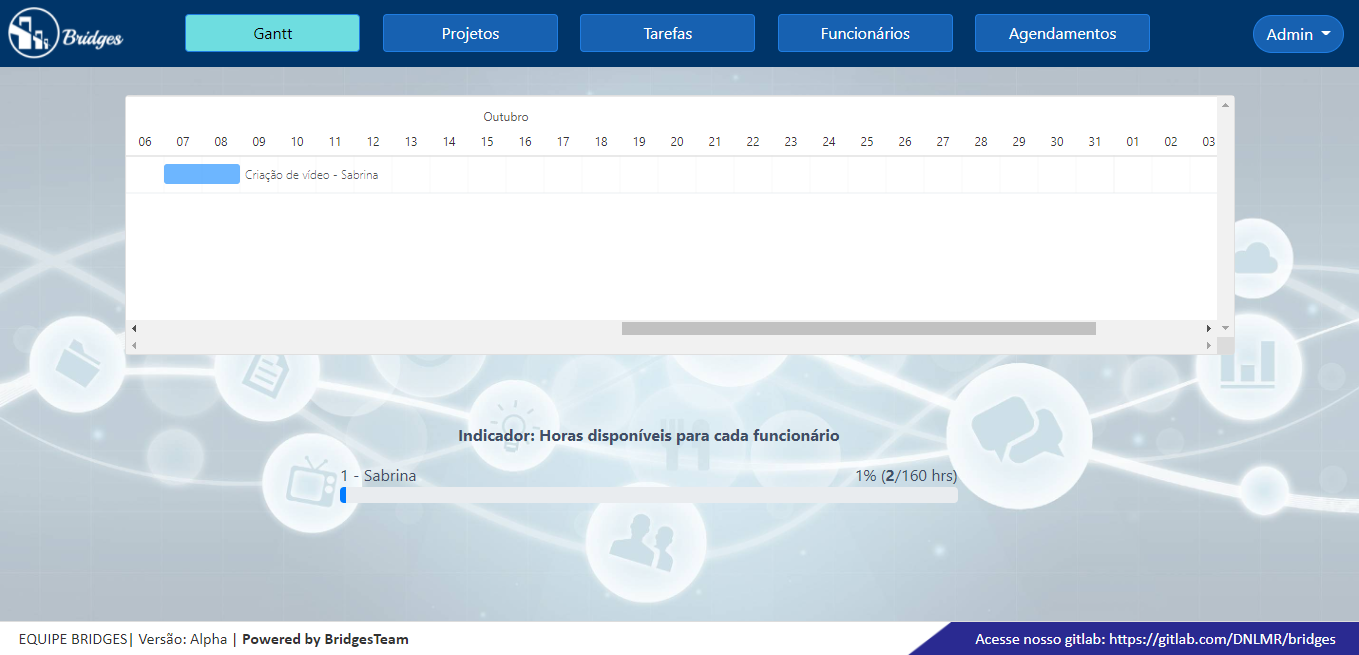 Bridges
Gantt Projetos Tarefas Funcionários Agendamentos Admin
Outubro
06 07 08 09 10 11 12 13 14 15 16 17 18 19 20 21 22 23 24 25 26 27 28 29 30 31 01 02 03
Criação de vídeo - Sabrina
Indicador: Horas disponíveis para cada funcionário
1 - Sabrina 1% (2/160 hrs)
EQUIPE BRIDGES| Versão: Alpha | Powered by BridgesTeam Acesse nosso gitlab: https://gitlab.com/DNLMR/bridges